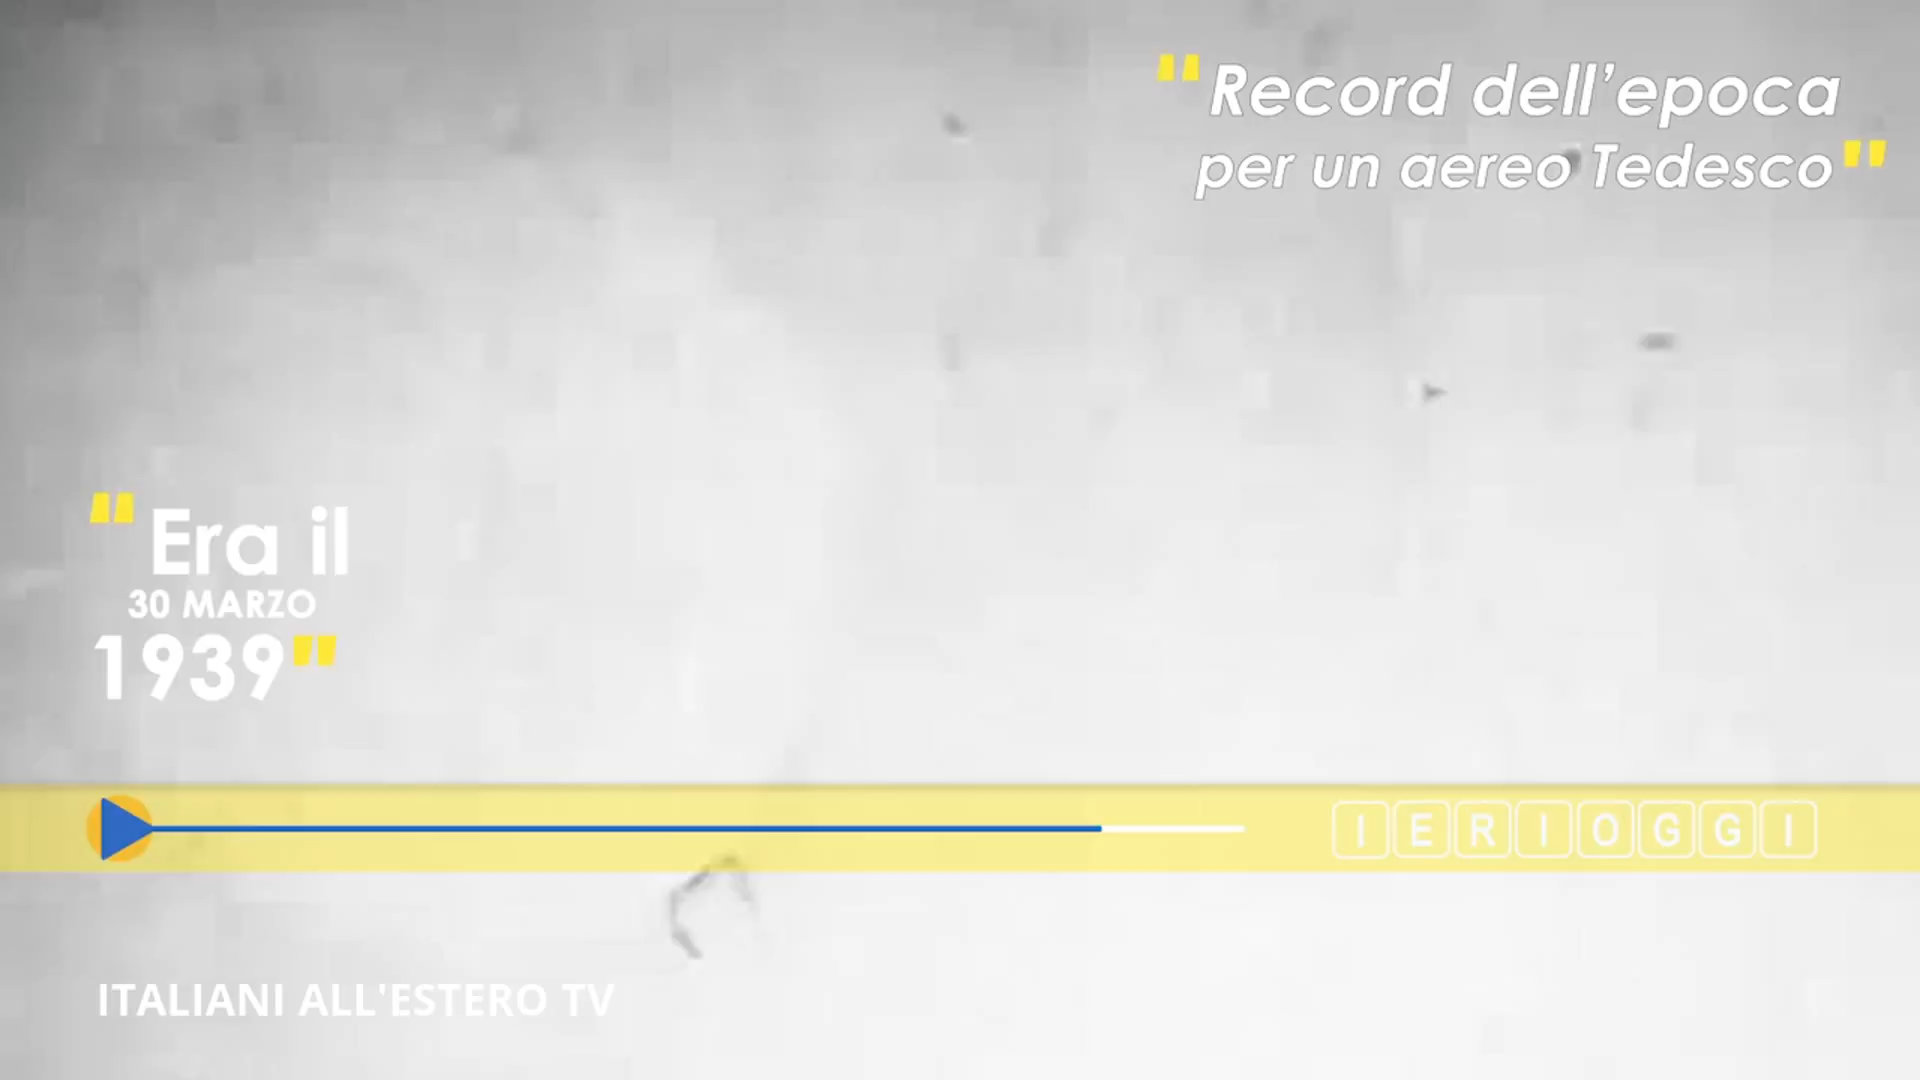 "Record dell'epoca
per un aereo Tedesco"
"Era il
30 MARZO
1939"
IERIOGGI
ITALIANI ALL'ESTERO TV